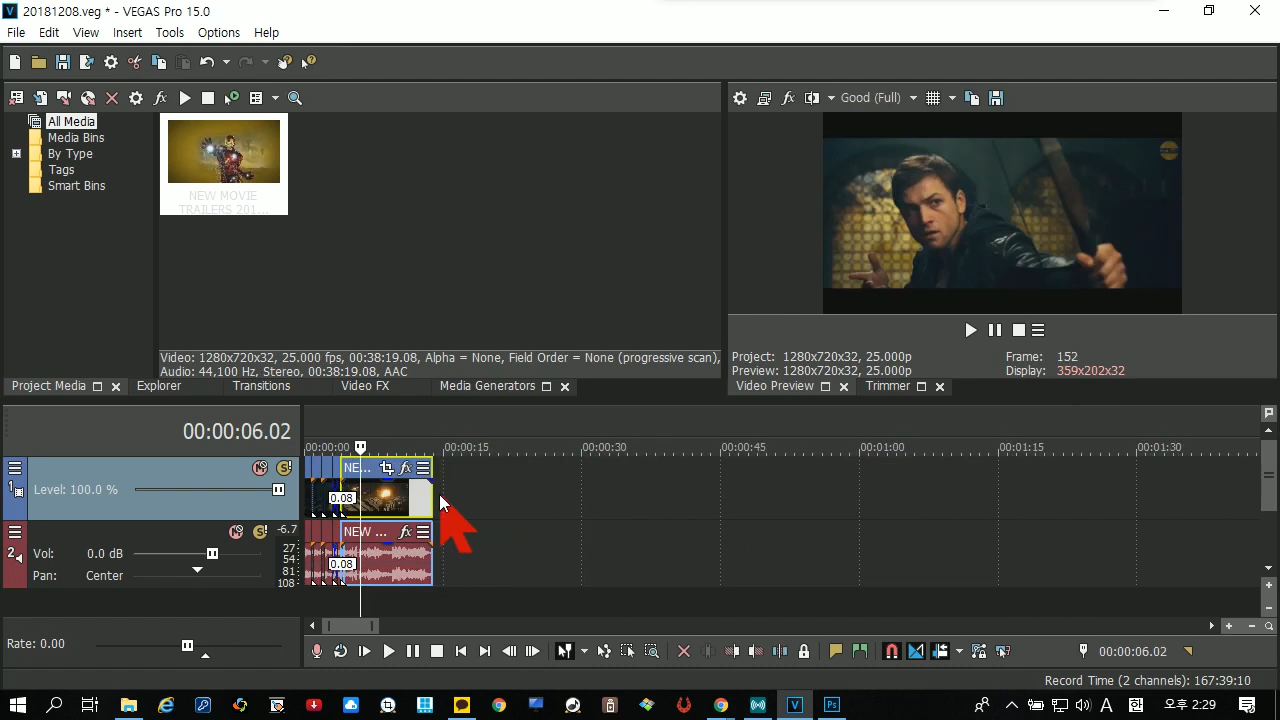 20181208.veg * - VEGAS Pro 15.0
File Edit View Insert Tools Options Help
All Media
Media Bins
By Type
Tags
Smart Bins
NEW MOVIE
TRAILERS 201...
Video: 1280x720x32, 25.000 fps, 00:38:19.08, Alpha = None, Field Order = None (progressive scan),
Audio: 44,100 Hz, Stereo, 00:38:19.08, AAC
Project Media Explorer Transitions Video FX Media Generators
Good (Full)
Project: 1280x720x32, 25.000p Frame: 152
Preview: 1280x720x32, 25.000p Display: 359x202x32
Video Preview Trimmer
00:00:06.02
00:00:00 00:00:15 00:00:30 00:00:45 00:01:00 00:01:15 00:01:30
1 M S
Level: 100.0 %
NE... fx
0.08
2 M S -6.7
Vol: 0.0 dB
Pan: Center
27
54
81
108
NEW ... fx
0.08
Rate: 0.00
00:00:06.02
Record Time (2 channels): 167:39:10
A 한 오후 2:29